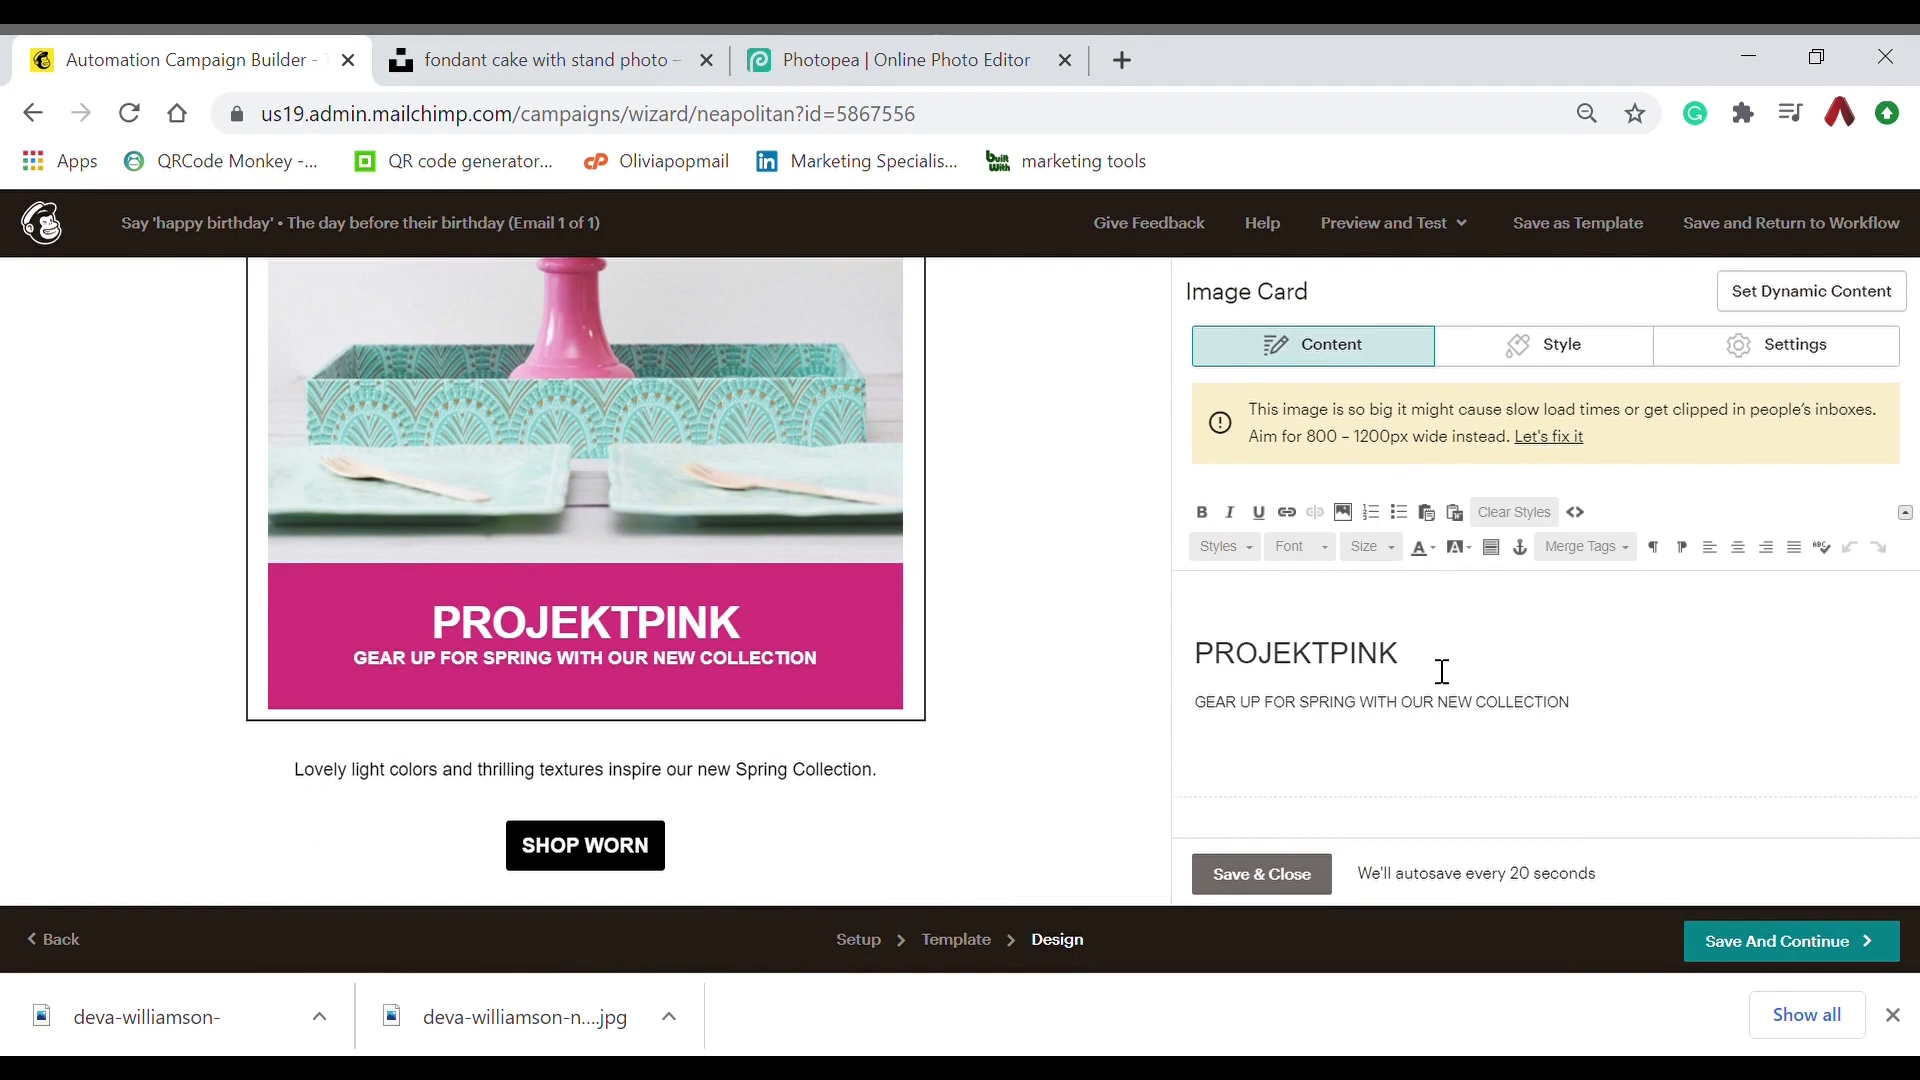 Automation Campaign Builder -
fondant cake with stand photo –
Photopea | Online Photo Editor
us19.admin.mailchimp.com/campaigns/wizard/neapolitan?id=5867556
Apps
QRCode Monkey -...
QR code generator...
Oliviapopmail
Marketing Specialis...
marketing tools
Say 'happy birthday' • The day before their birthday (Email 1 of 1)
Give Feedback
Help
Preview and Test
Save as Template
Save and Return to Workflow
Image Card
Set Dynamic Content
Content
Style
Settings
This image is so big it might cause slow load times or get clipped in people's inboxes.
Aim for 800 – 1200px wide instead. Let's fix it
Clear Styles
Styles
Font
Size
Merge Tags
PROJEKTPINK
GEAR UP FOR SPRING WITH OUR NEW COLLECTION
PROJEKTPINK
GEAR UP FOR SPRING WITH OUR NEW COLLECTION
Lovely light colors and thrilling textures inspire our new Spring Collection.
SHOP WORN
Save & Close
We'll autosave every 20 seconds
Back
Setup
Template
Design
Save And Continue
deva-williamson-
deva-williamson-n....jpg
Show all